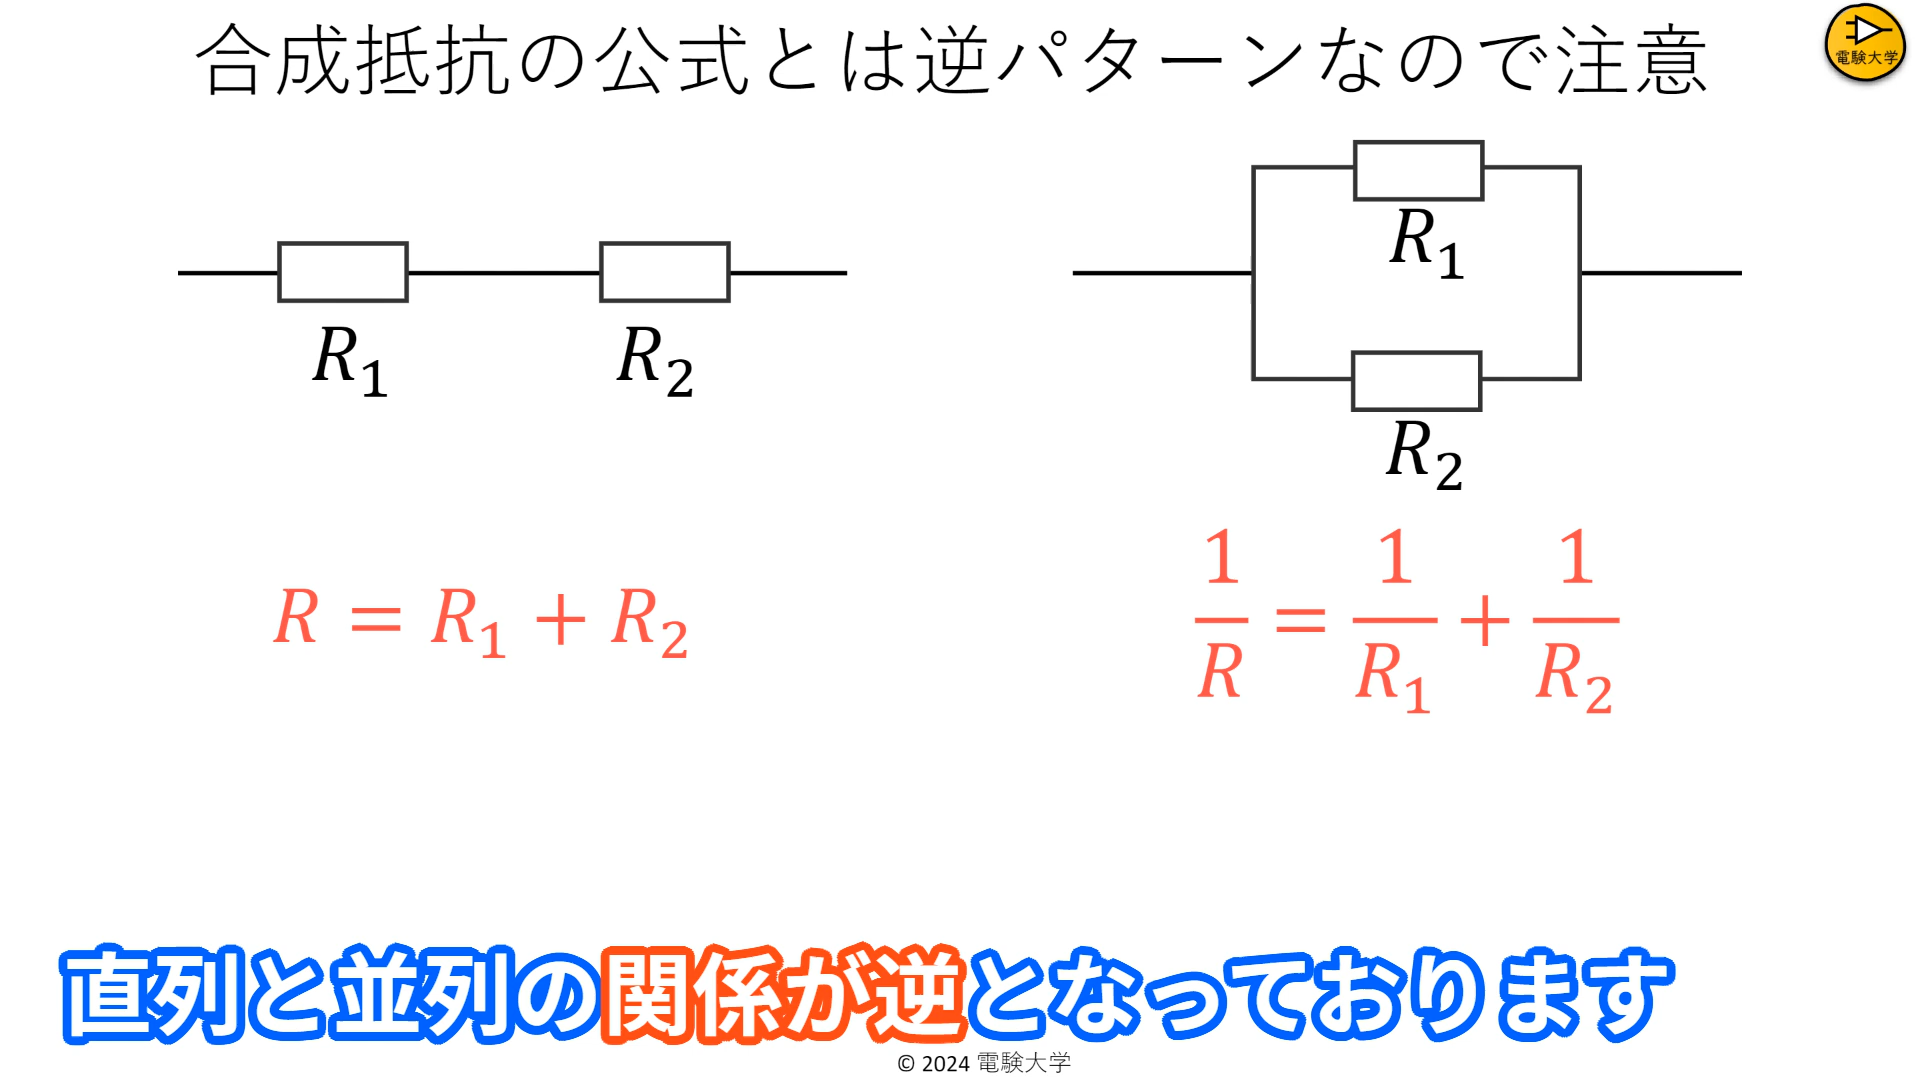 合成抵抗の公式とは逆パターンなので注意
電験大学
R₁ R₂
R₁
R₂
R = R₁ + R₂
1/R = 1/R₁ + 1/R₂
直列と並列の関係が逆となっております
© 2024 電験大学